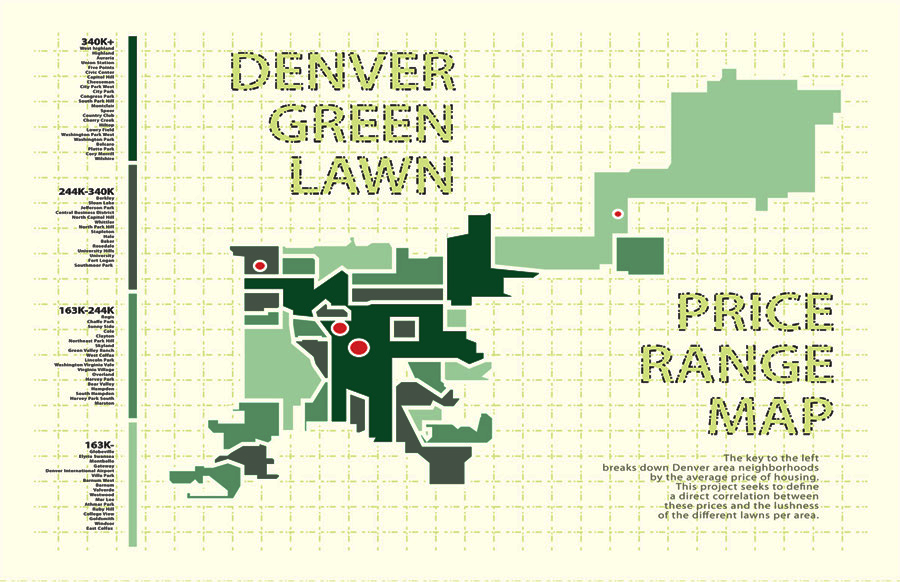 340K+
West Highland
Highland
Auraria
Union Station
Five Points
Civic Center
Capitol Hill
Cheeseman
City Park West
City Park
Congress Park
South Park Hill
Montclair
Speer
Country Club
Cherry Creek
Hilltop
Lowry Field
Washington Park West
Washington Park
Belcaro
Platte Park
Cory Merrill
Wilshire
244K-340K
Berkley
Sloan Lake
Jefferson Park
Central Business District
North Capitol Hill
Whittier
North Park Hill
Stapleton
Hale
Baker
Rosedale
University Hills
University
Fort Logan
Southmoor Park
163K-244K
Regis
Chaffe Park
Sunny Side
Cole
Clayton
Northeast Park Hill
Skyland
Green Valley Ranch
West Colfax
Lincoln Park
Washington Virginia Vale
Virginia Village
Overland
Harvey Park
Bear Valley
Hampden
South Hampden
Harvey Park South
Marston
163K-
Globeville
Elyria Swansea
Montbello
Gateway
Denver International Airport
Villa Park
Barnum West
Barnum
Valverde
Westwood
Mar Lee
Athmar Park
Ruby Hill
College View
Goldsmith
Windsor
East Colfax
DENVER
GREEN
LAWN
PRICE
RANGE
MAP
The key to the left
breaks down Denver area neighborhoods
by the average price of housing.
This project seeks to define
a direct correlation between
these prices and the lushness
of the different lawns per area.